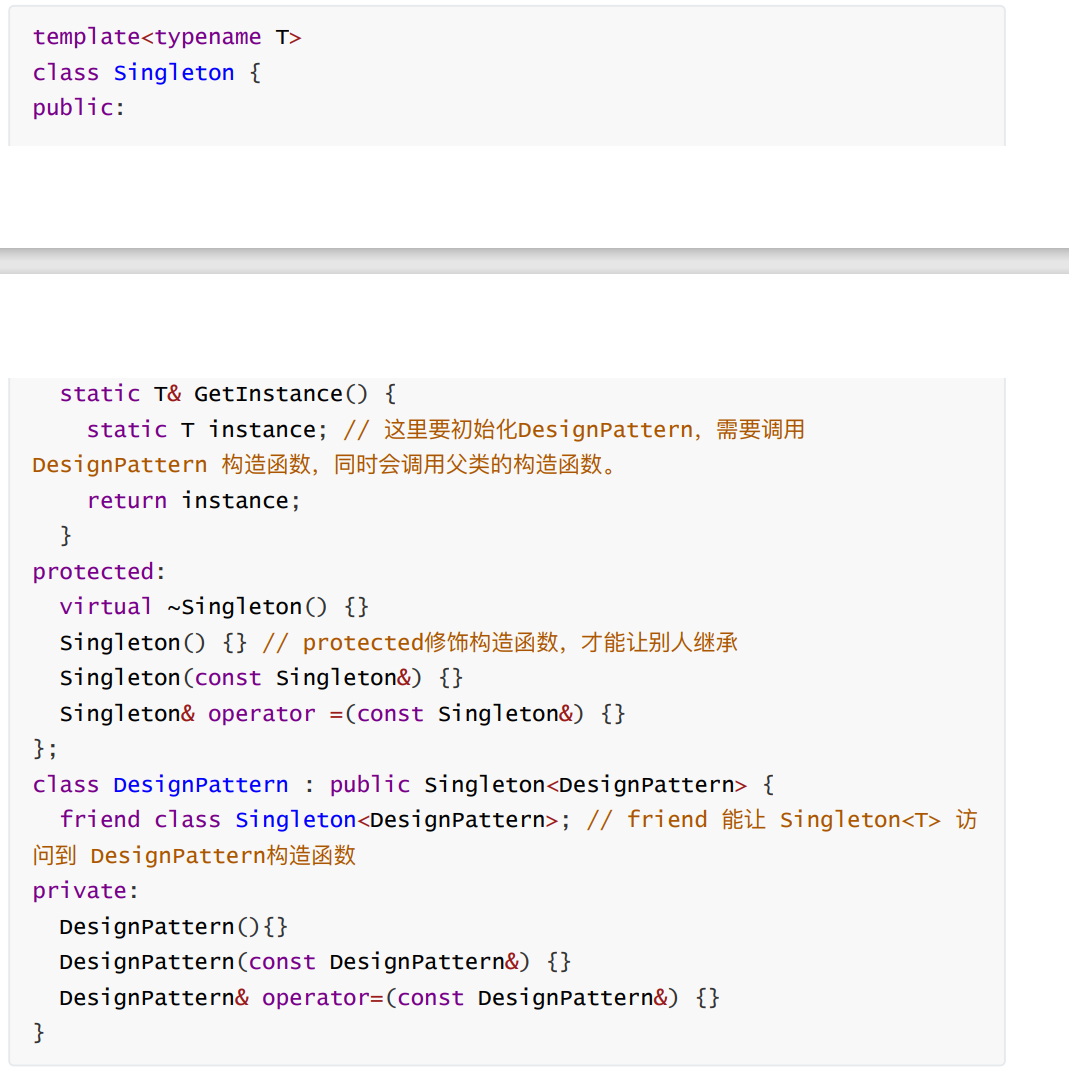 template<typename T>
class Singleton {
public:
  static T& GetInstance() {
    static T instance; // 这里要初始化DesignPattern，需要调用
DesignPattern 构造函数，同时会调用父类的构造函数。
    return instance;
  }
protected:
  virtual ~Singleton() {}
  Singleton() {} // protected修饰构造函数，才能让别人继承
  Singleton(const Singleton&) {}
  Singleton& operator =(const Singleton&) {}
};
class DesignPattern : public Singleton<DesignPattern> {
  friend class Singleton<DesignPattern>; // friend 能让 Singleton<T> 访
问到 DesignPattern构造函数
private:
  DesignPattern(){}
  DesignPattern(const DesignPattern&) {}
  DesignPattern& operator=(const DesignPattern&) {}
}